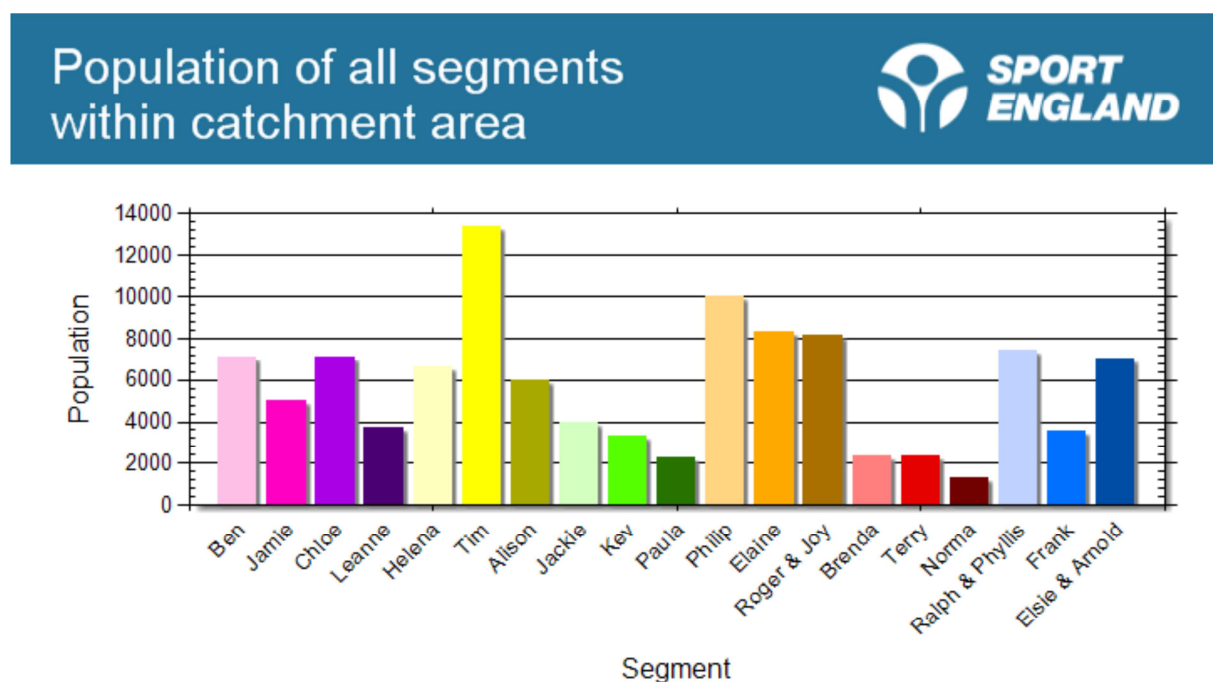 Population of all segments
within catchment area
SPORT
ENGLAND
14000
12000
10000
8000
6000
4000
2000
0
Population
Ben
Jamie
Chloe
Leanne
Helena
Tim
Alison
Jackie
Kev
Paula
Philip
Elaine
Roger & Joy
Brenda
Terry
Norma
Ralph & Phyllis
Frank
Elsie & Arnold
Segment